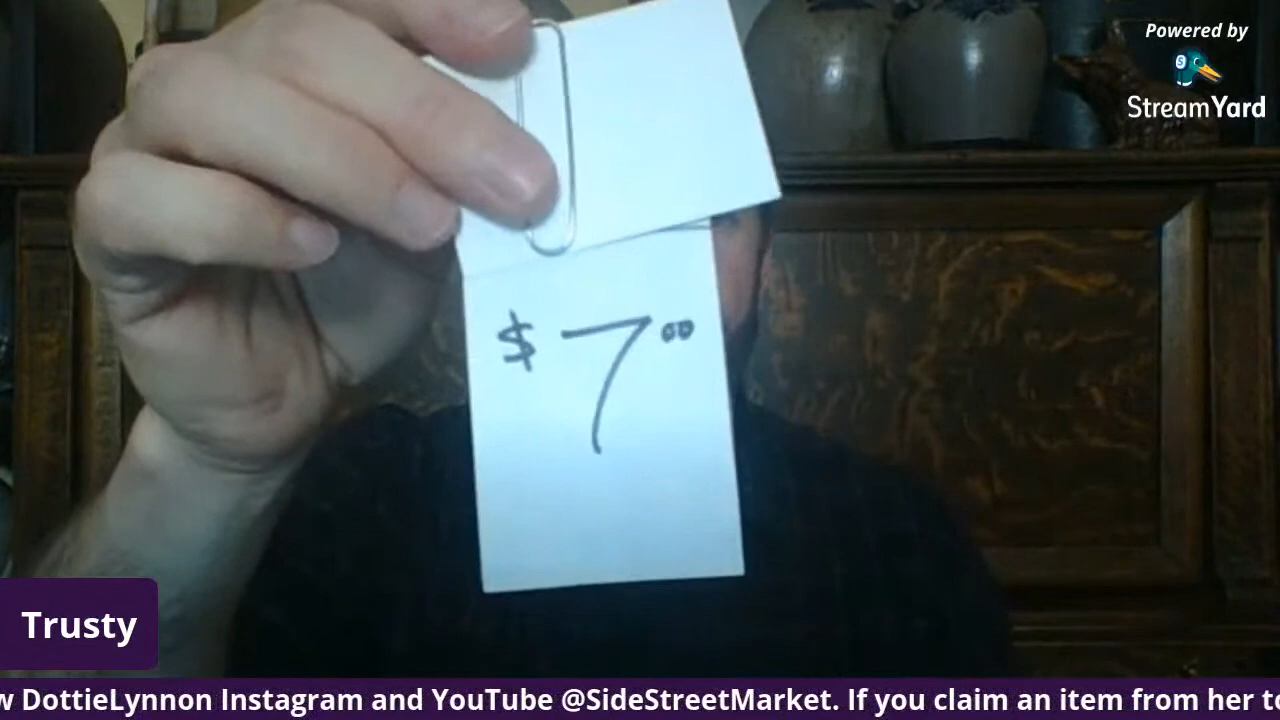 Powered by
StreamYard
$ 7 00
Trusty
w DottieLynnon Instagram and YouTube @SideStreetMarket. If you claim an item from her to